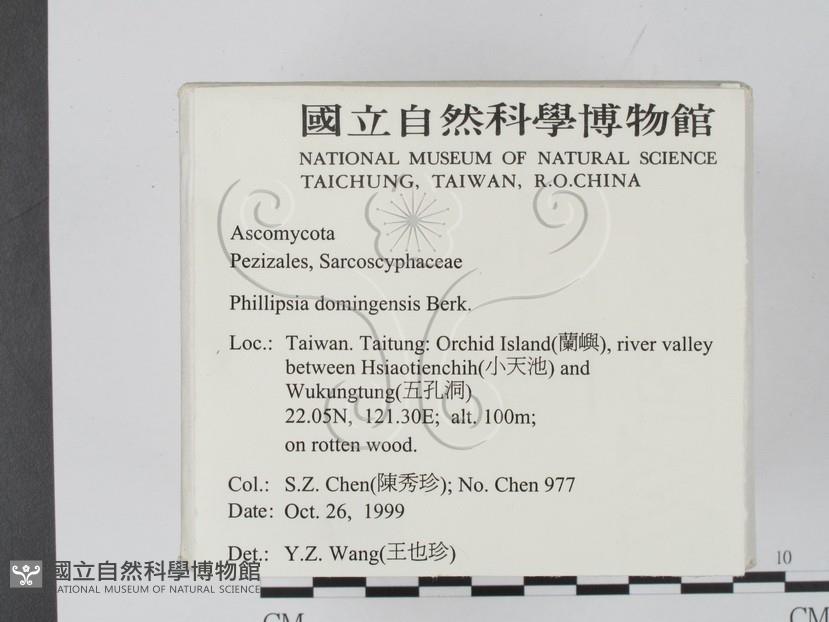 國立自然科學博物館
NATIONAL MUSEUM OF NATURAL SCIENCE
TAICHUNG, TAIWAN, R.O.CHINA
Ascomycota
Pezizales, Sarcoscyphaceae
Phillipsia domingensis Berk.
Loc.: Taiwan. Taitung: Orchid Island(蘭嶼), river valley
between Hsiaotienchih(小天池) and
Wukungtung(五孔洞)
22.05N, 121.30E; alt. 100m;
on rotten wood.
Col.: S.Z. Chen(陳秀珍); No. Chen 977
Date: Oct. 26, 1999
Det.: Y.Z. Wang(王也珍)
10
國立自然科學博物館
NATIONAL MUSEUM OF NATURAL SCIENCE
CM
CM